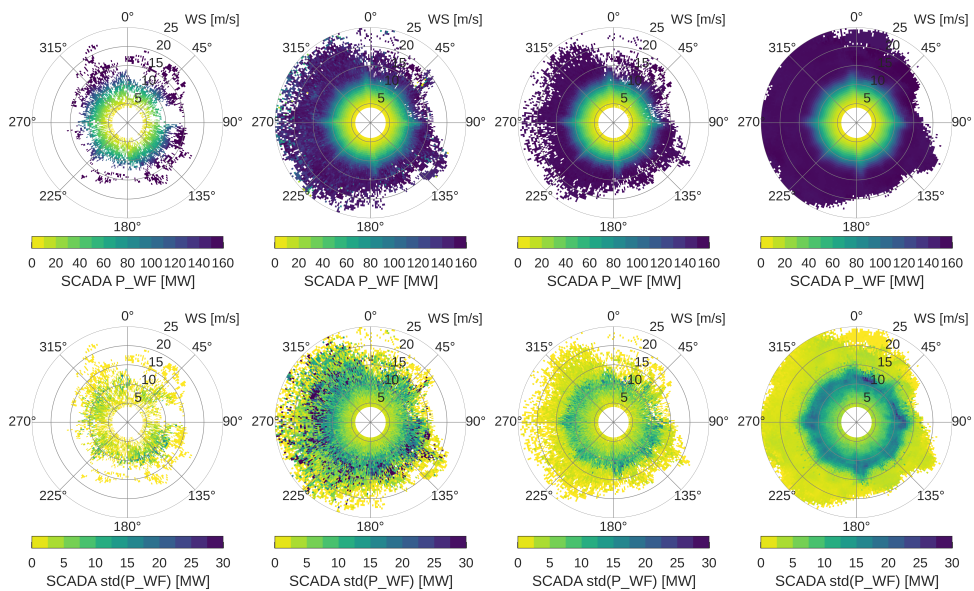 0° WS [m/s] 0° WS [m/s] 0° WS [m/s] 0° WS [m/s]
25 25 25 25
315° 20 45° 315° 20 45° 315° 20 45° 315° 20 45°
15 15 15 15
10 10 10 10
5 5 5 5
270° 90° 270° 90° 270° 90° 270° 90°
225° 135° 225° 135° 225° 135° 225° 135°
180° 180° 180° 180°
0 20 40 60 80 100 120 140 160 0 20 40 60 80 100 120 140 160 0 20 40 60 80 100 120 140 160 0 20 40 60 80 100 120 140 160
SCADA P_WF [MW] SCADA P_WF [MW] SCADA P_WF [MW] SCADA P_WF [MW]
0° WS [m/s] 0° WS [m/s] 0° WS [m/s] 0° WS [m/s]
25 25 25 25
315° 20 45° 315° 20 45° 315° 20 45° 315° 20 45°
15 15 15 15
10 10 10 10
5 5 5 5
270° 90° 270° 90° 270° 90° 270° 90°
225° 135° 225° 135° 225° 135° 225° 135°
180° 180° 180° 180°
0 5 10 15 20 25 30 0 5 10 15 20 25 30 0 5 10 15 20 25 30 0 5 10 15 20 25 30
SCADA std(P_WF) [MW] SCADA std(P_WF) [MW] SCADA std(P_WF) [MW] SCADA std(P_WF) [MW]